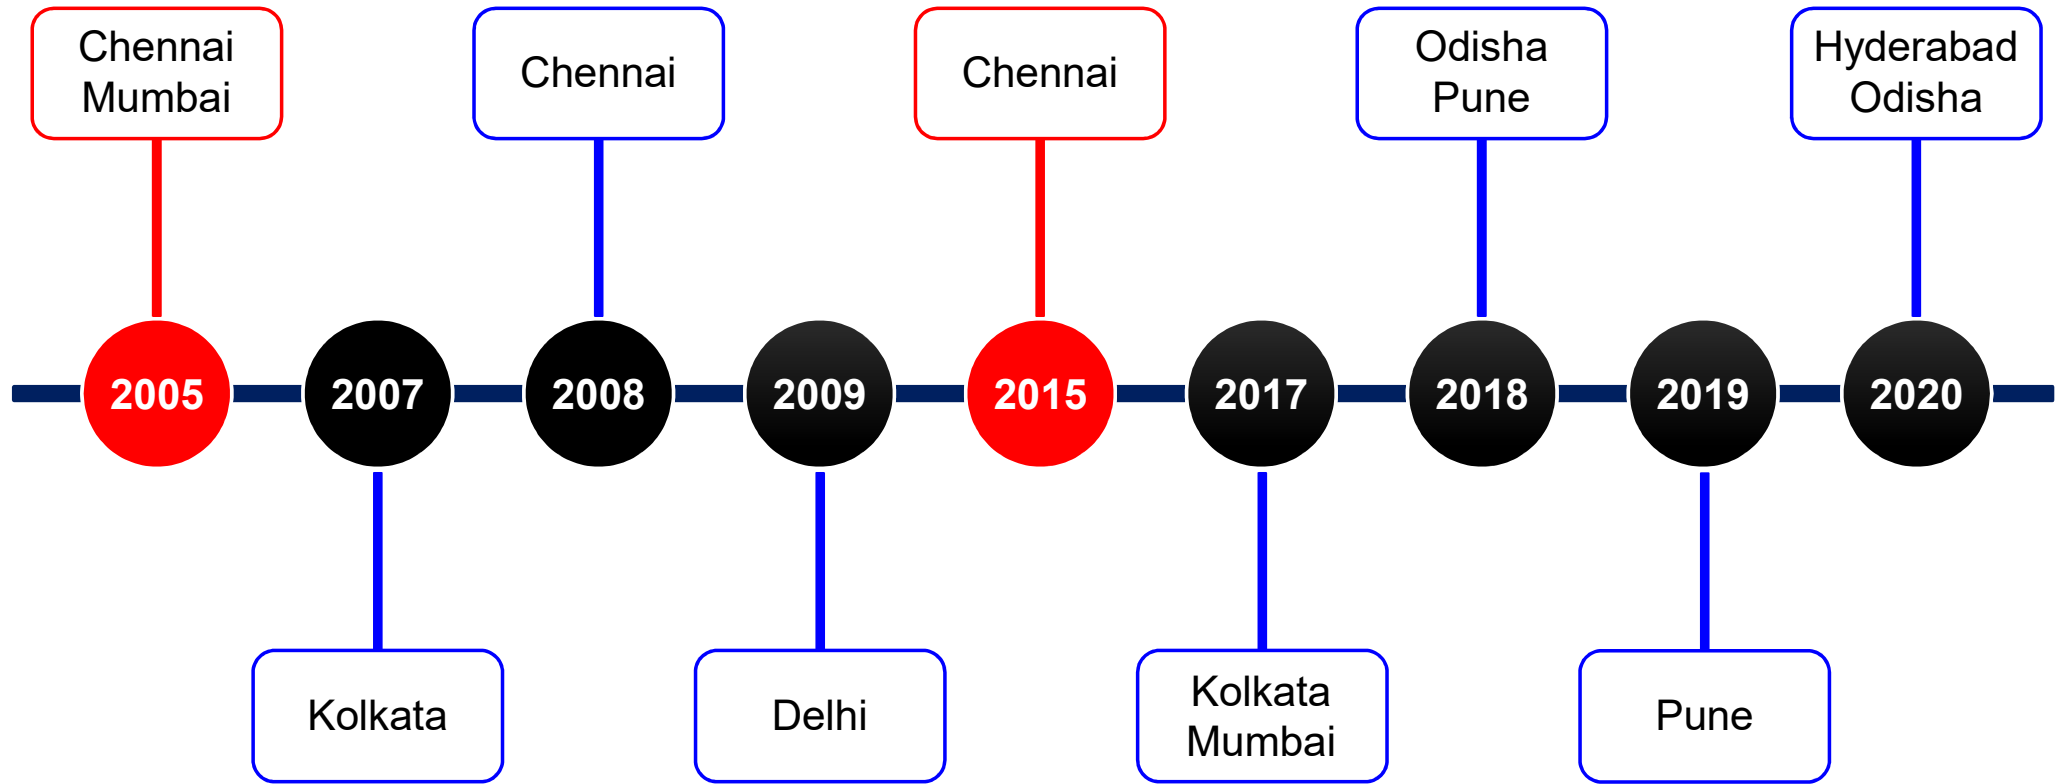 Chennai
Mumbai
Chennai
Chennai
Odisha
Pune
Hyderabad
Odisha
2005
2007
2008
2009
2015
2017
2018
2019
2020
Kolkata
Delhi
Kolkata
Mumbai
Pune